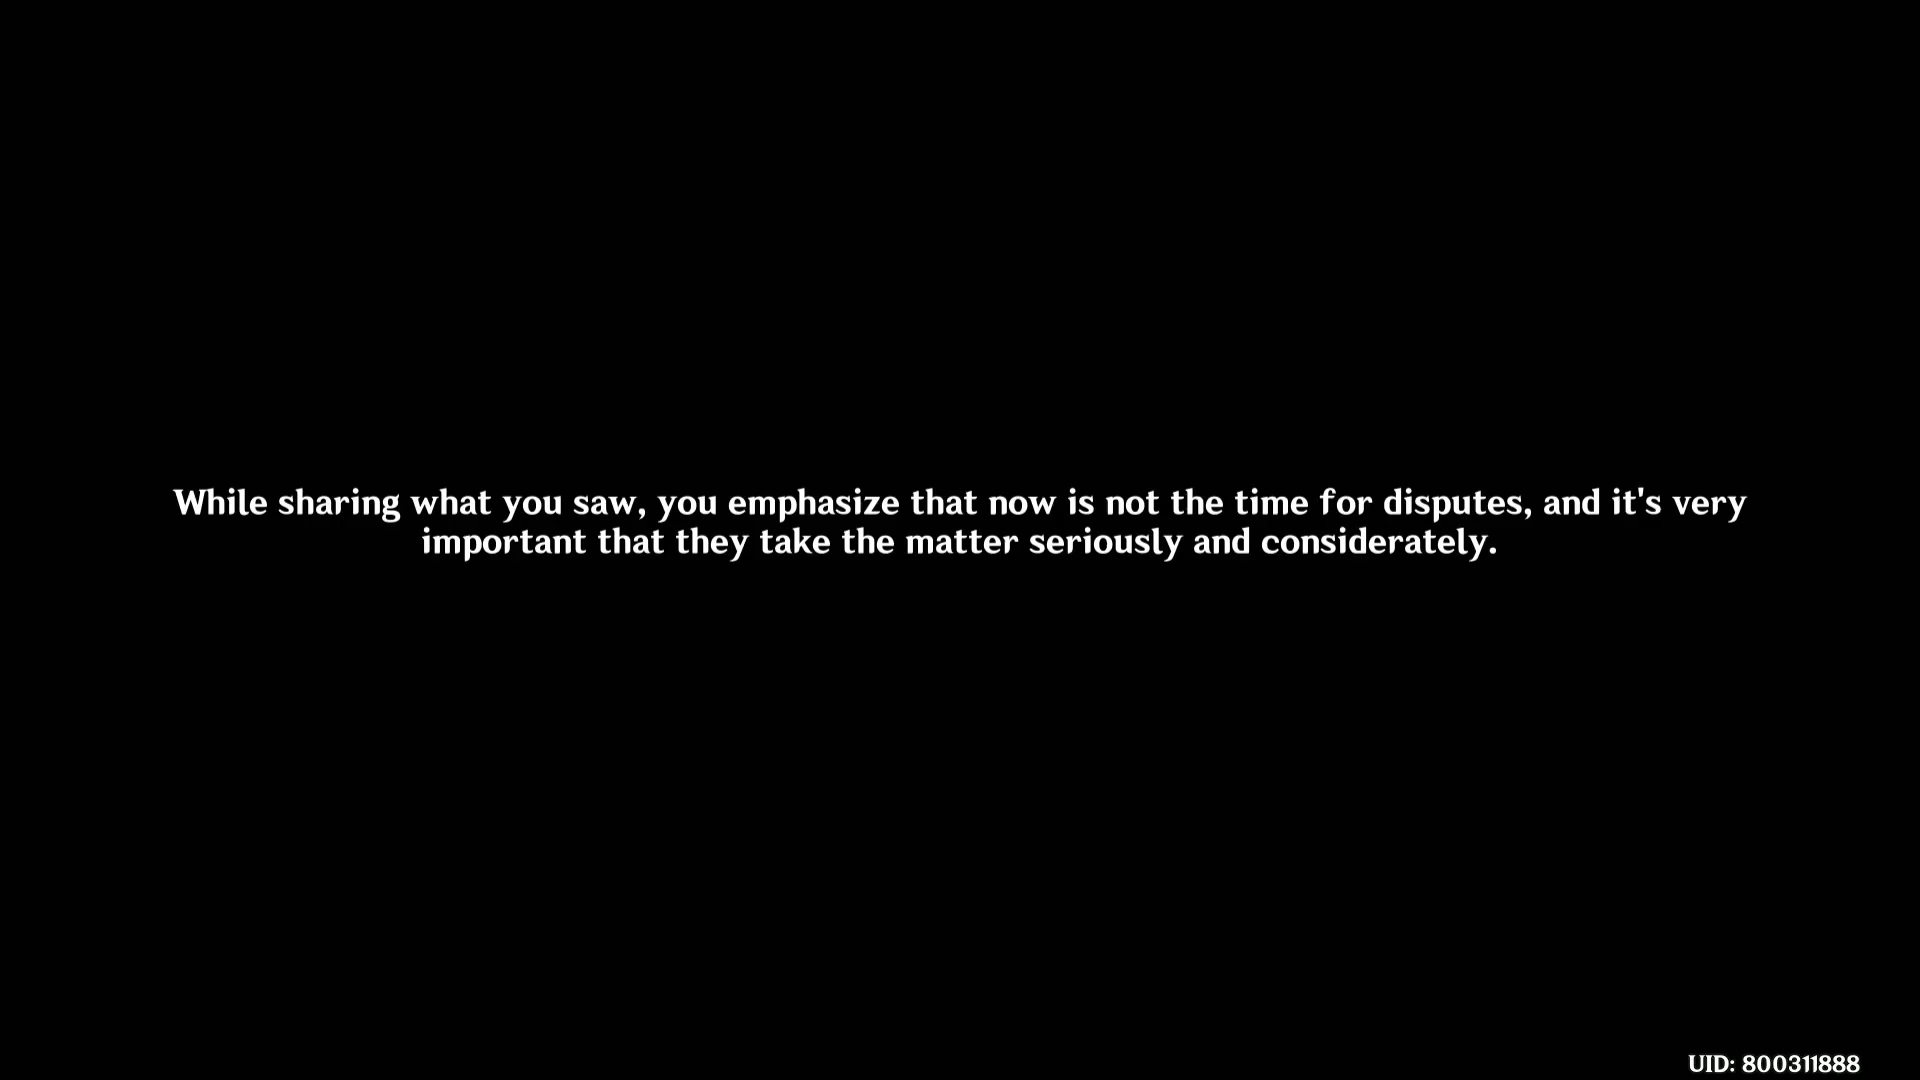 While sharing what you saw, you emphasize that now is not the time for disputes, and it's very
important that they take the matter seriously and considerately.
UID: 800311888